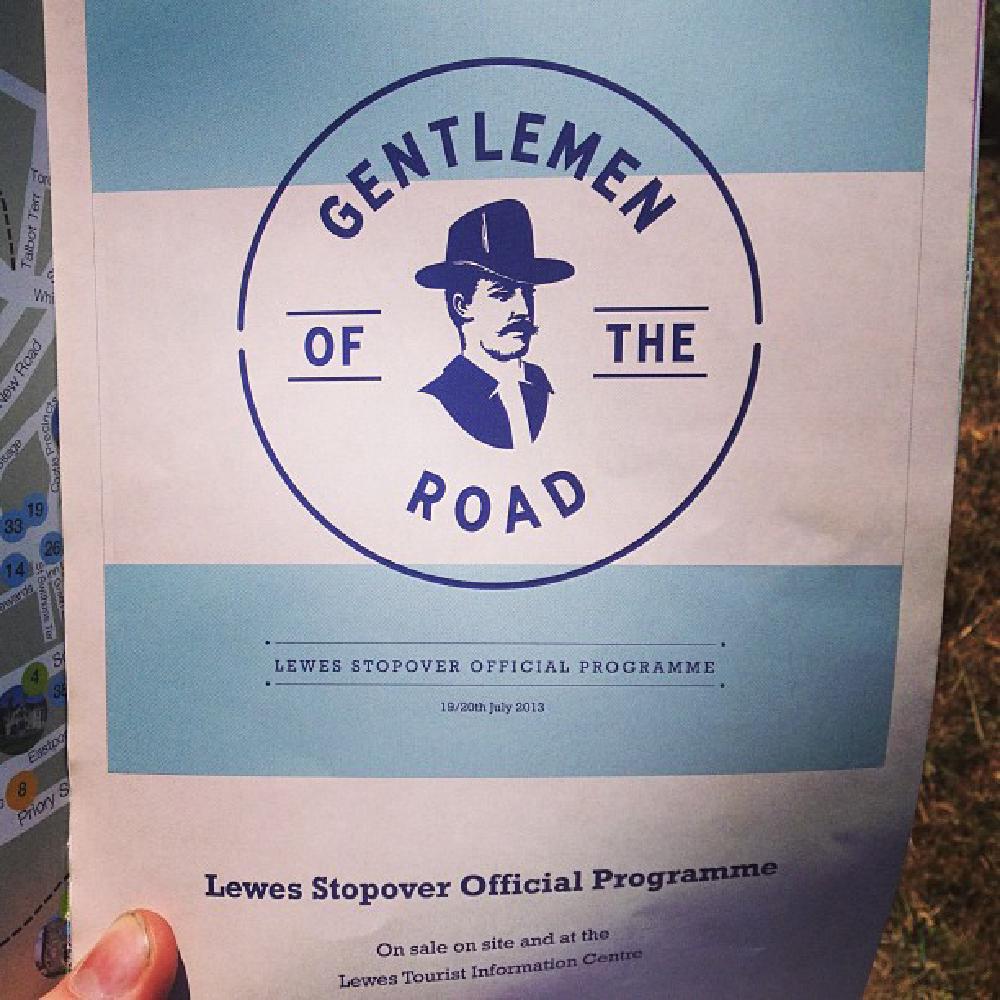 GENTLEMEN
OF THE
ROAD
LEWES STOPOVER OFFICIAL PROGRAMME
19/20th July 2013
Lewes Stopover Official Programme
On sale on site and at the
Lewes Tourist Information Centre
Talbot Terr
New Road
Castle Precincts
19
33
26
14
4
8
Priory S